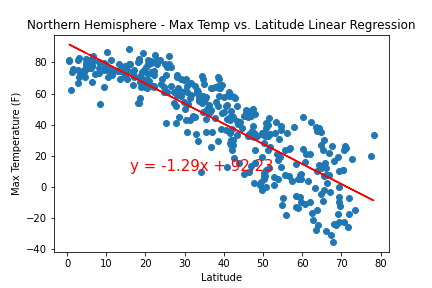 Northern Hemisphere - Max Temp vs. Latitude Linear Regression
80
60
40
20
0
−20
−40
Max Temperature (F)
y = -1.29x + 92.23
0 10 20 30 40 50 60 70 80
Latitude